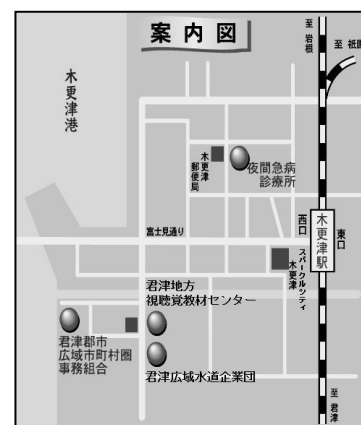 案内図
至 岩根
至 祇園
木更津港
木更津
郵便局
夜間急病
診療所
西口
木更津駅
東口
富士見通り
スパークルシティ
木更津
君津地方
視聴覚教材センター
君津郡市
広域市町村圏
事務組合
君津広域水道企業団
至 君津